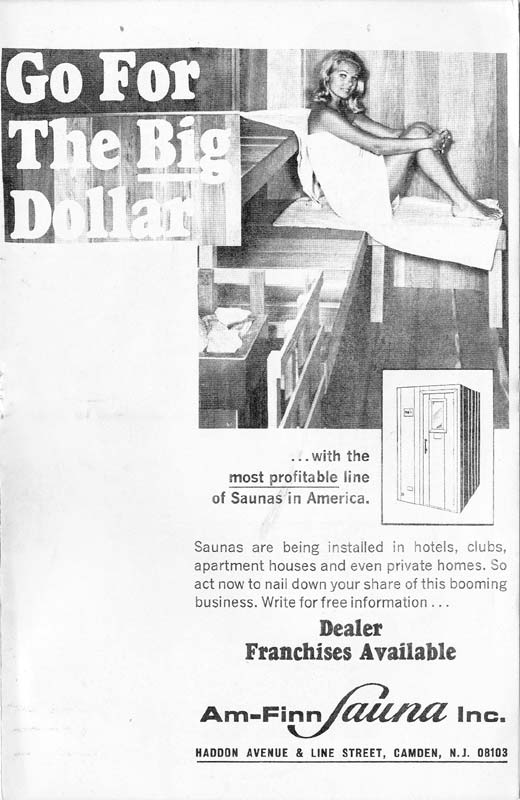 Go For
The Big
Dollar
...with the
most profitable line
of Saunas in America.
Saunas are being installed in hotels, clubs,
apartment houses and even private homes. So
act now to nail down your share of this booming
business. Write for free information...
Dealer
Franchises Available
Am-Finn Sauna Inc.
HADDON AVENUE & LINE STREET, CAMDEN, N.J. 08103